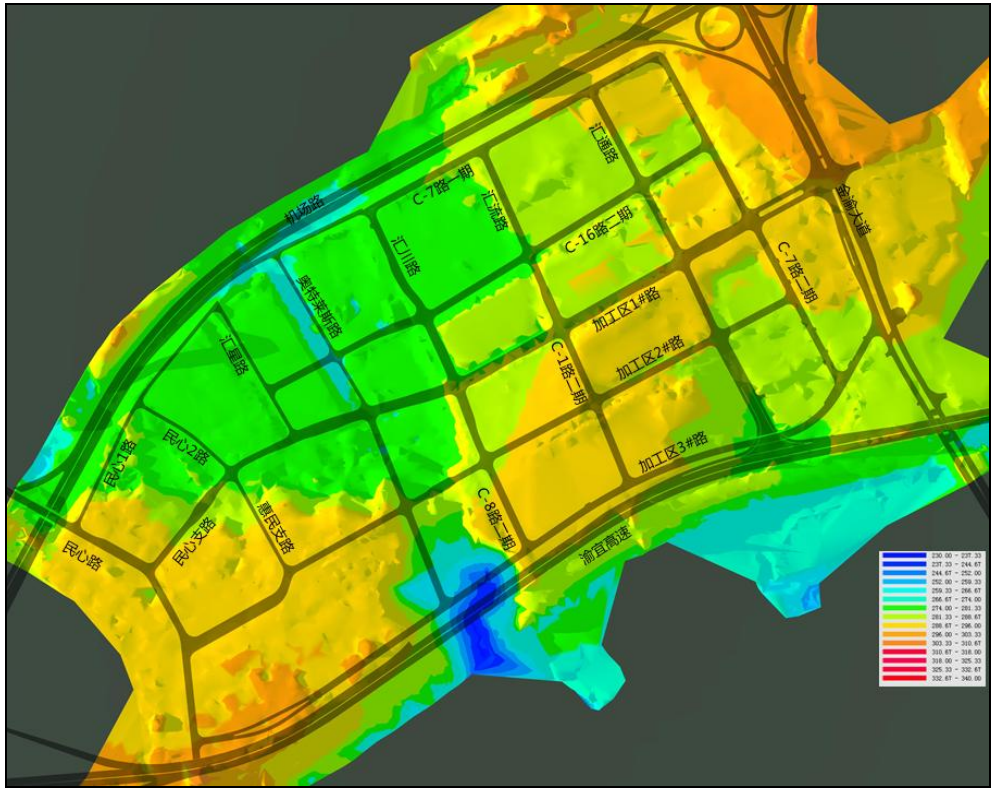 汇通路
C-7路一期
汇流路
金渝大道
机场路
C-16路二期
汇川路
C-7路二期
奥特莱斯路
加工区1#路
汇星路
加工区2#路
C-1路二期
民心2路
民心1路
加工区3#路
C-8路二期
惠民支路
民心支路
民心路
渝宜高速
230.00 - 237.33
237.33 - 244.67
244.67 - 252.00
252.00 - 259.33
259.33 - 266.67
266.67 - 274.00
274.00 - 281.33
281.33 - 288.67
288.67 - 296.00
296.00 - 303.33
303.33 - 310.67
310.67 - 318.00
318.00 - 325.33
325.33 - 332.67
332.67 - 340.00